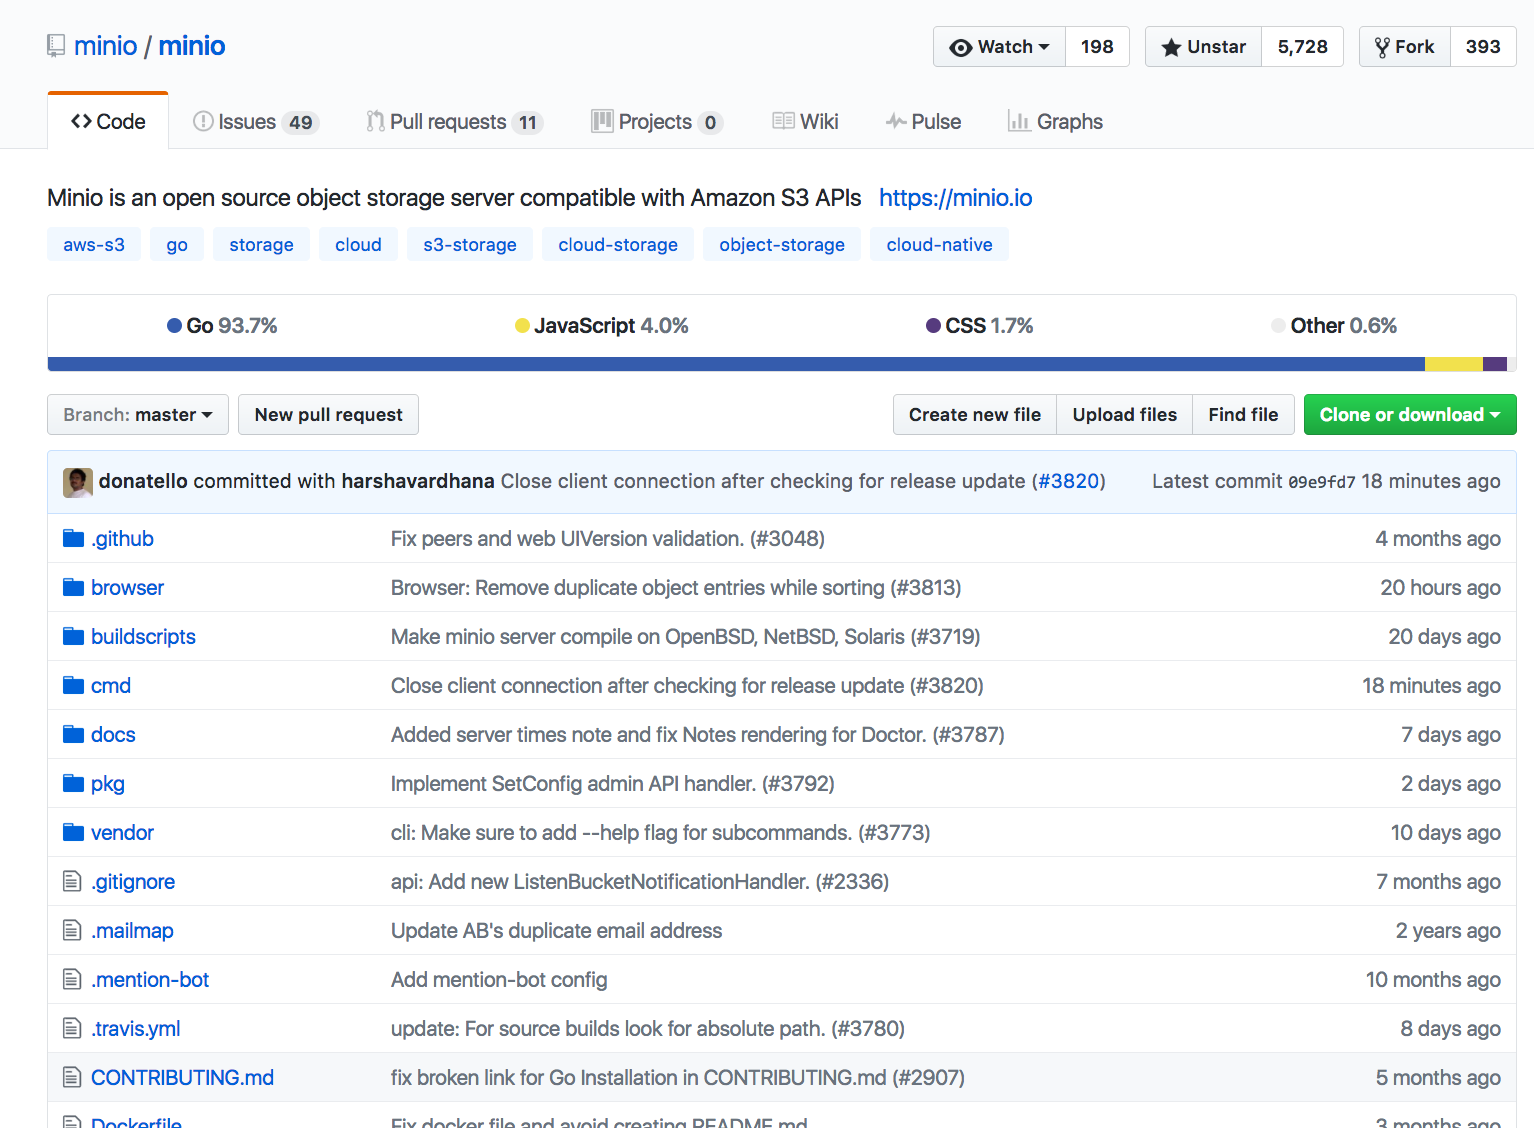 minio / minio
Watch 198 Unstar 5,728 Fork 393
Code Issues 49 Pull requests 11 Projects 0 Wiki Pulse Graphs
Minio is an open source object storage server compatible with Amazon S3 APIs https://minio.io
aws-s3 go storage cloud s3-storage cloud-storage object-storage cloud-native
Go 93.7% JavaScript 4.0% CSS 1.7% Other 0.6%
Branch: master New pull request Create new file Upload files Find file Clone or download
donatello committed with harshavardhana Close client connection after checking for release update (#3820) Latest commit 09e9fd7 18 minutes ago
.github Fix peers and web UIVersion validation. (#3048) 4 months ago
browser Browser: Remove duplicate object entries while sorting (#3813) 20 hours ago
buildscripts Make minio server compile on OpenBSD, NetBSD, Solaris (#3719) 20 days ago
cmd Close client connection after checking for release update (#3820) 18 minutes ago
docs Added server times note and fix Notes rendering for Doctor. (#3787) 7 days ago
pkg Implement SetConfig admin API handler. (#3792) 2 days ago
vendor cli: Make sure to add --help flag for subcommands. (#3773) 10 days ago
.gitignore api: Add new ListenBucketNotificationHandler. (#2336) 7 months ago
.mailmap Update AB's duplicate email address 2 years ago
.mention-bot Add mention-bot config 10 months ago
.travis.yml update: For source builds look for absolute path. (#3780) 8 days ago
CONTRIBUTING.md fix broken link for Go Installation in CONTRIBUTING.md (#2907) 5 months ago
Dockerfile Fix docker file and avoid creating README.md 3 months ago